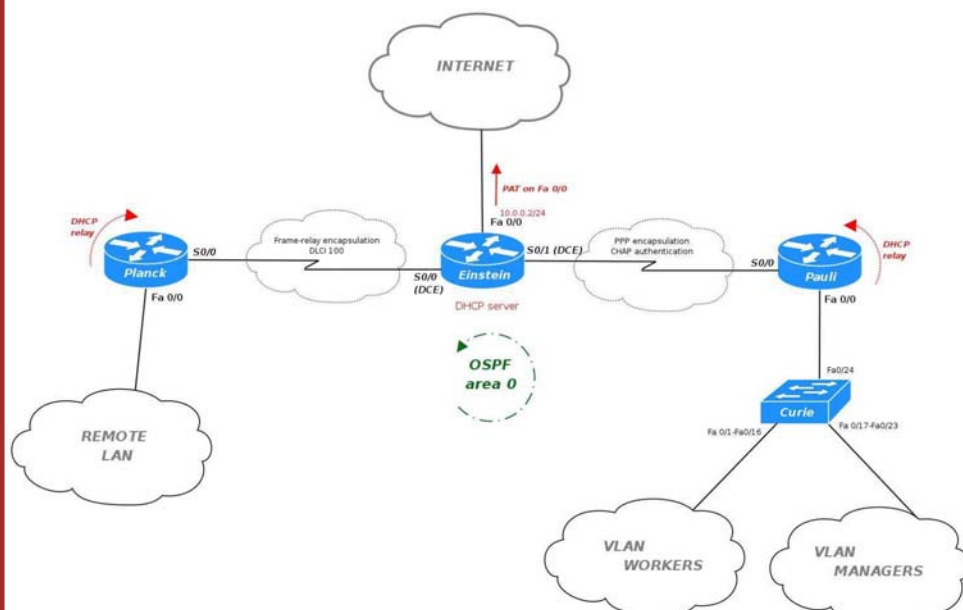 INTERNET
PAT on Fa 0/0
10.0.0.2/24
Fa 0/0
DHCP
relay
S0/0
Planck
Fa 0/0
Frame-relay encapsulation
DLCI 100
S0/0
(DCE)
Einstein
S0/1 (DCE)
DHCP server
PPP encapsulation
CHAP authentication
S0/0
Pauli
DHCP
relay
Fa 0/0
OSPF
area 0
Fa0/24
Curie
Fa 0/1-Fa0/16
Fa 0/17-Fa0/23
REMOTE
LAN
VLAN
WORKERS
VLAN
MANAGERS